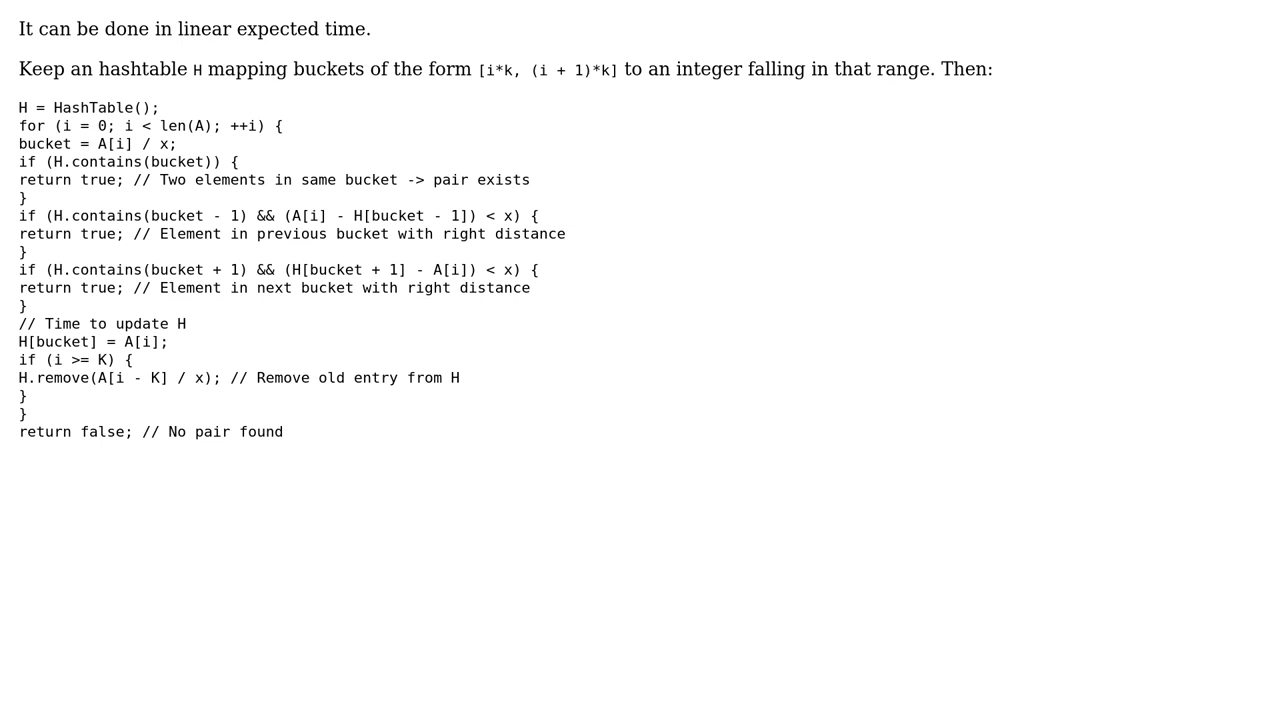 It can be done in linear expected time.
Keep an hashtable H mapping buckets of the form [i*k, (i + 1)*k] to an integer falling in that range. Then:
H = HashTable();
for (i = 0; i < len(A); ++i) {
bucket = A[i] / x;
if (H.contains(bucket)) {
return true; // Two elements in same bucket -> pair exists
}
if (H.contains(bucket - 1) && (A[i] - H[bucket - 1]) < x) {
return true; // Element in previous bucket with right distance
}
if (H.contains(bucket + 1) && (H[bucket + 1] - A[i]) < x) {
return true; // Element in next bucket with right distance
}
// Time to update H
H[bucket] = A[i];
if (i >= K) {
H.remove(A[i - K] / x); // Remove old entry from H
}
}
return false; // No pair found